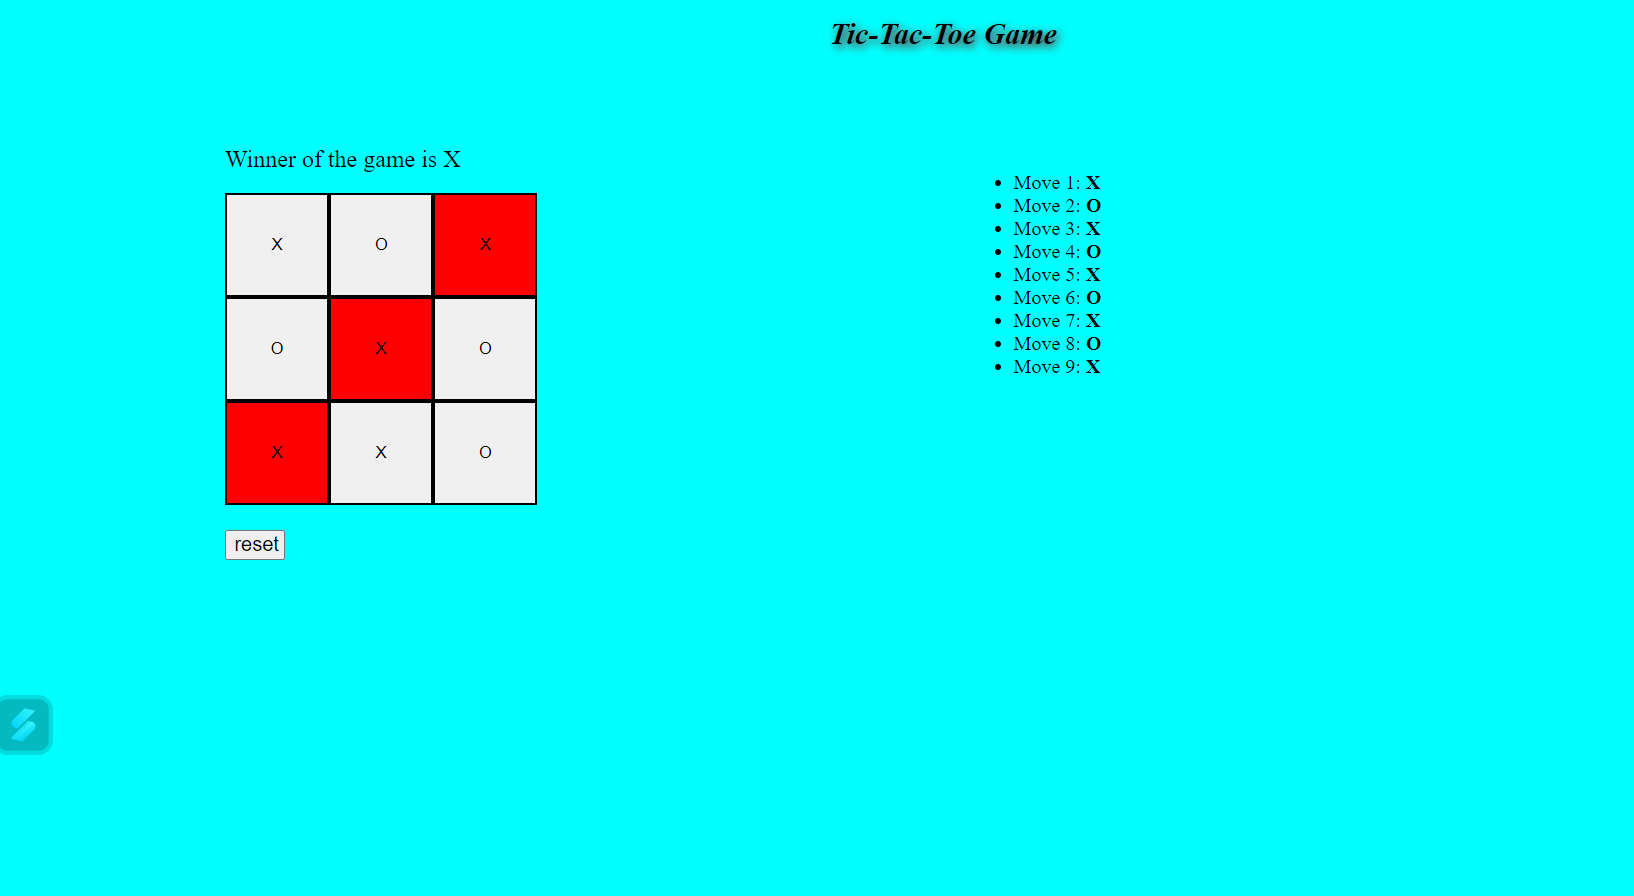 Tic-Tac-Toe Game
Winner of the game is X
X O X
O X O
X X O
reset
Move 1: X
Move 2: O
Move 3: X
Move 4: O
Move 5: X
Move 6: O
Move 7: X
Move 8: O
Move 9: X